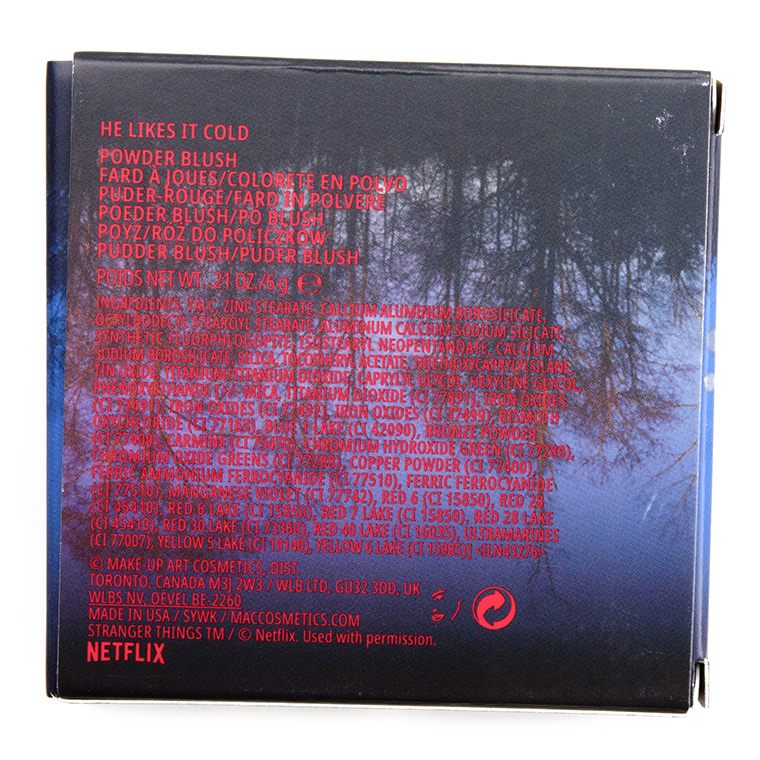 HE LIKES IT COLD
POWDER BLUSH
FARD À JOUES/COLORETE EN POLVO
PUDER-ROUGE/FARD IN POLVERE
POEDER BLUSH/PÓ BLUSH
POYZ/RÓŻ DO POLICZKÓW
PUDDER BLUSH/PUDER BLUSH
POIDS NET WT. .21 OZ./6 g ℮
INGREDIENTS: TALC, ZINC STEARATE, CALCIUM ALUMINUM BOROSILICATE,
OCTYLDODECYL STEAROYL STEARATE, ALUMINUM CALCIUM SODIUM SILICATE,
SYNTHETIC FLUORPHLOGOPITE, ISOSTEARYL NEOPENTANOATE, CALCIUM
SODIUM BOROSILICATE, SILICA, TOCOPHERYL ACETATE, TRIETHOXYCAPRYLYLSILANE,
TIN OXIDE, TITANIUM/TITANIUM DIOXIDE, CAPRYLYL GLYCOL, HEXYLENE GLYCOL,
PHENOXYETHANOL [+/- MICA, TITANIUM DIOXIDE (CI 77891), IRON OXIDES
(CI 77491), IRON OXIDES (CI 77492), IRON OXIDES (CI 77499), BISMUTH
OXYCHLORIDE (CI 77163), BLUE 1 LAKE (CI 42090), BRONZE POWDER
(CI 77400), CARMINE (CI 75470), CHROMIUM HYDROXIDE GREEN (CI 77289),
CHROMIUM OXIDE GREENS (CI 77288), COPPER POWDER (CI 77400),
FERRIC AMMONIUM FERROCYANIDE (CI 77510), FERRIC FERROCYANIDE
(CI 77510), MANGANESE VIOLET (CI 77742), RED 6 (CI 15850), RED 28
(CI 45410), RED 6 LAKE (CI 15850), RED 7 LAKE (CI 15850), RED 28 LAKE
(CI 45410), RED 30 LAKE (CI 73360), RED 40 LAKE (CI 16035), ULTRAMARINES
(CI 77007), YELLOW 5 LAKE (CI 19140), YELLOW 6 LAKE (CI 15985)] <ILN43276>
© MAKE-UP ART COSMETICS, DIST.
TORONTO, CANADA M3J 2W3 / WLB LTD, GU32 3DD, UK
WLBS NV, OEVEL BE-2260
MADE IN USA / SYWK / MACCOSMETICS.COM
STRANGER THINGS TM / © Netflix. Used with permission.
NETFLIX